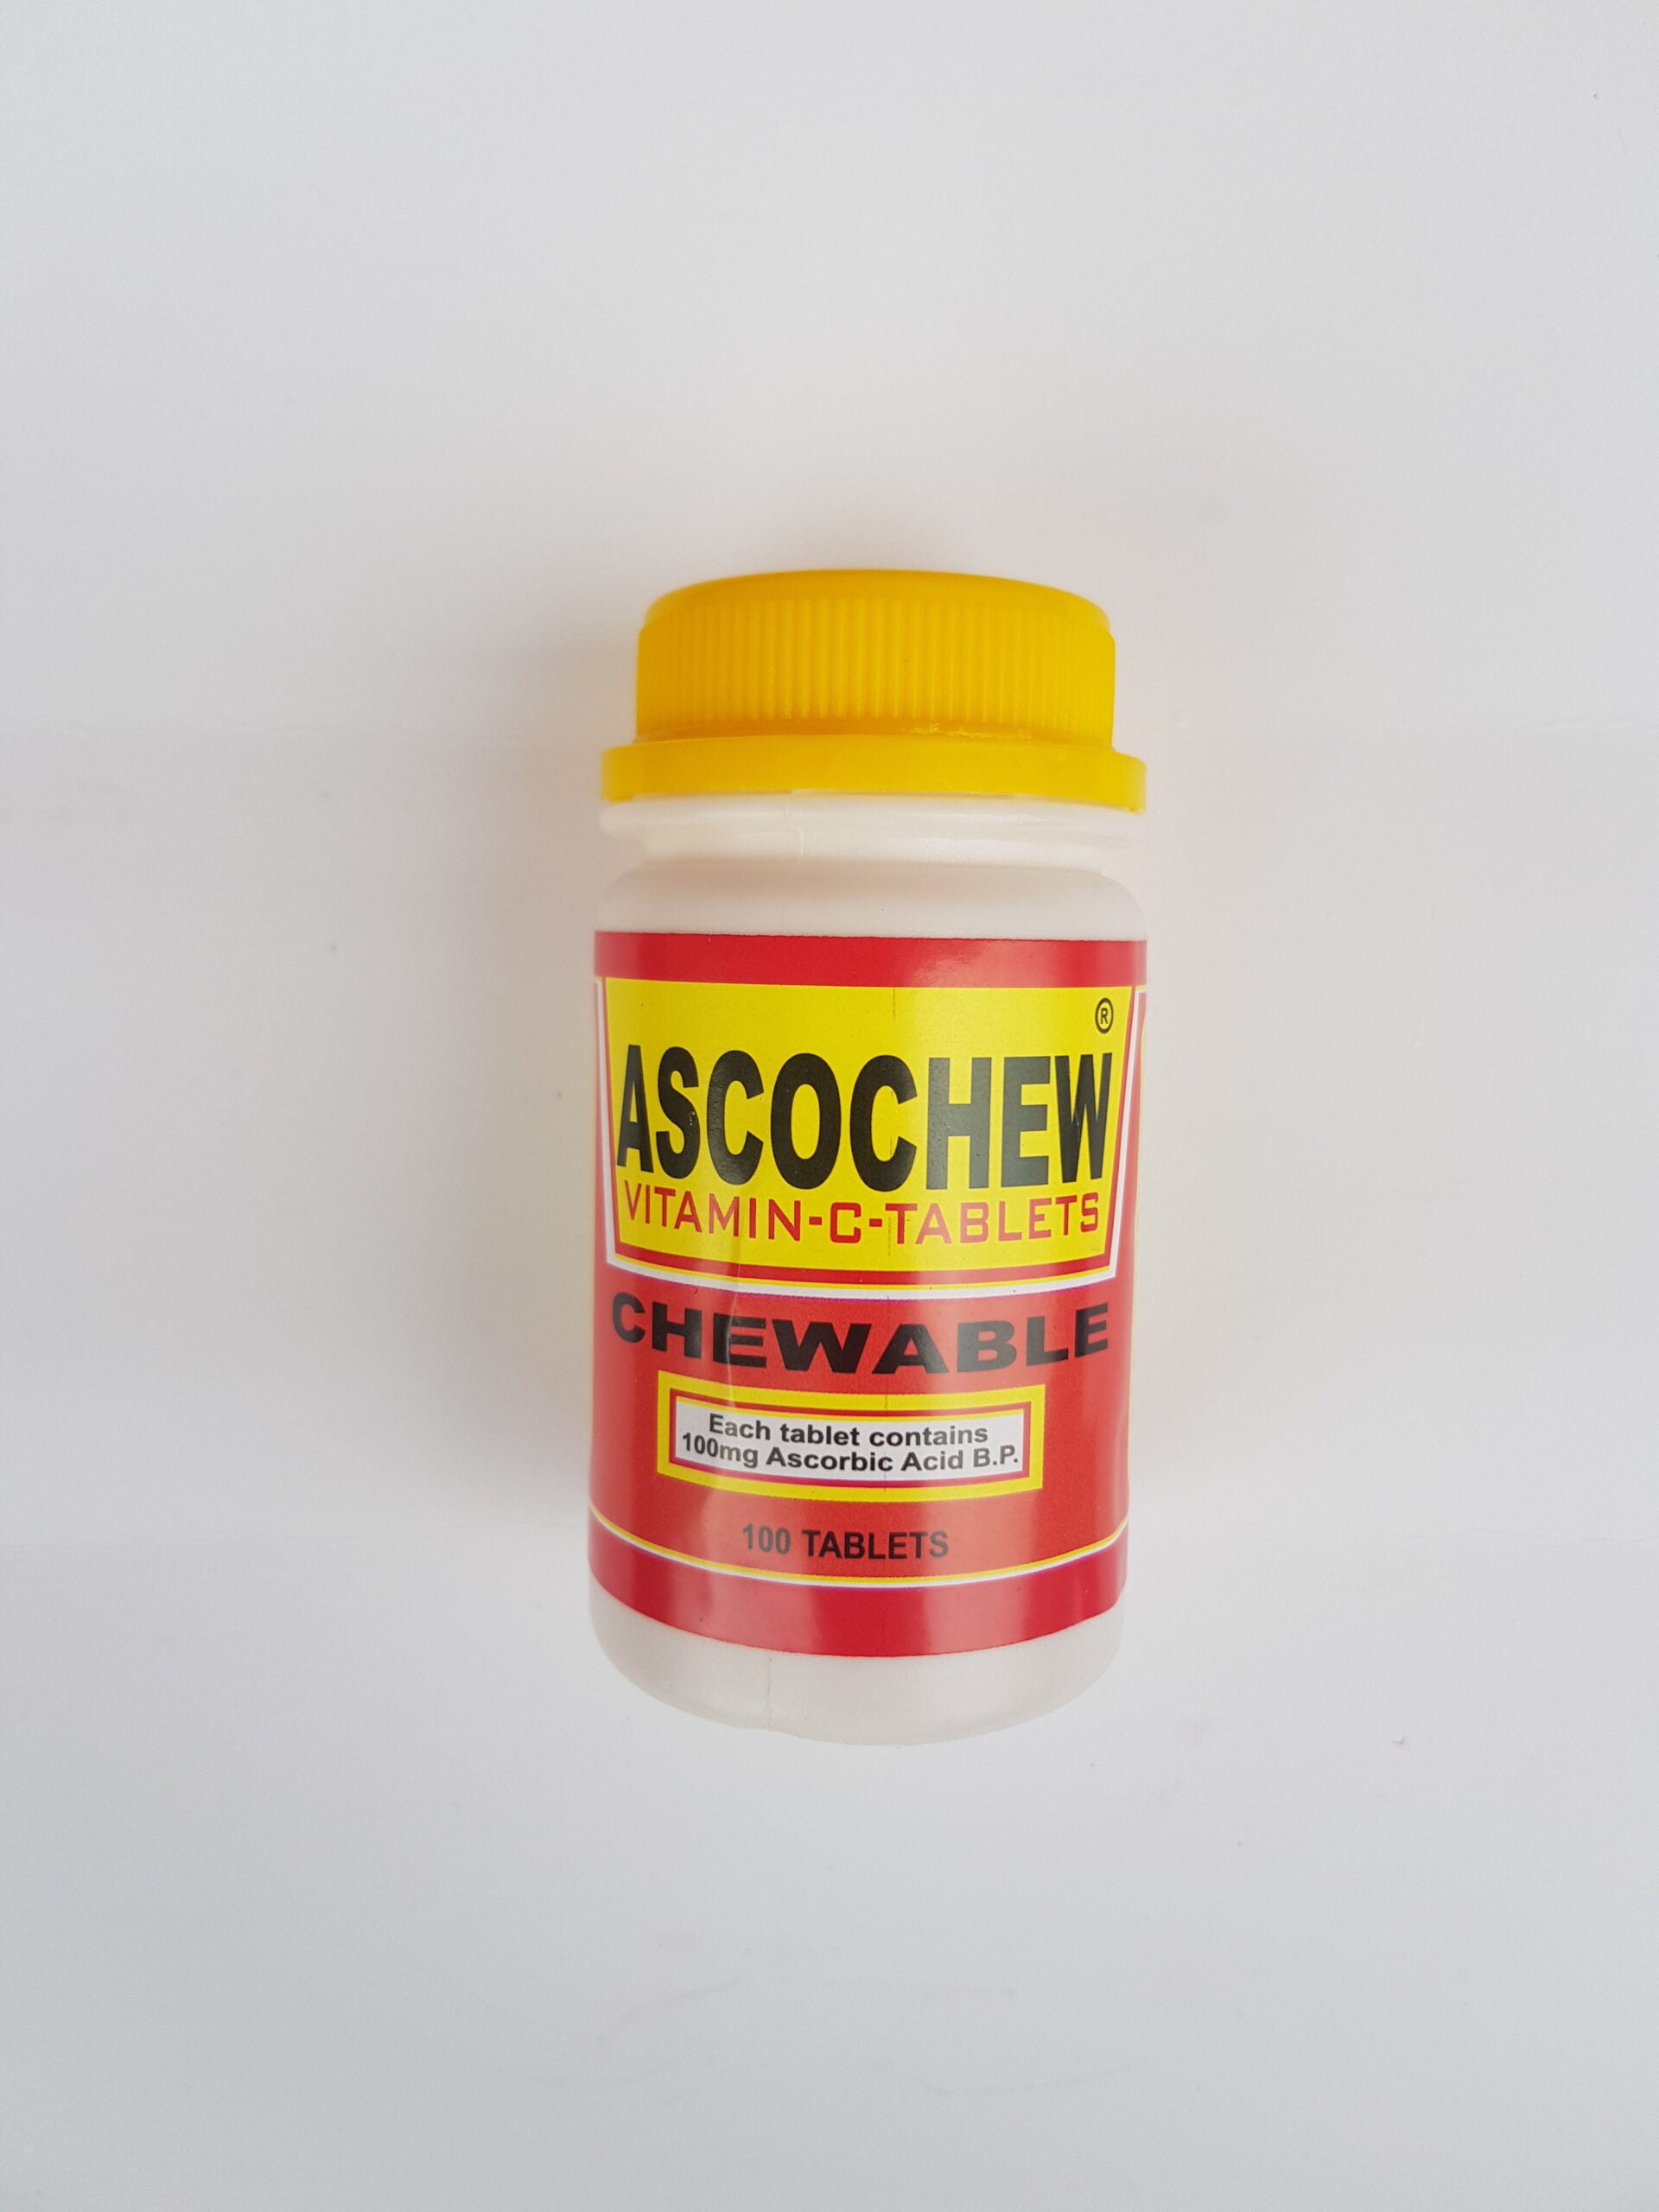 ®
ASCOCHEW
VITAMIN-C-TABLETS
CHEWABLE
Each tablet contains
100mg Ascorbic Acid B.P.
100 TABLETS